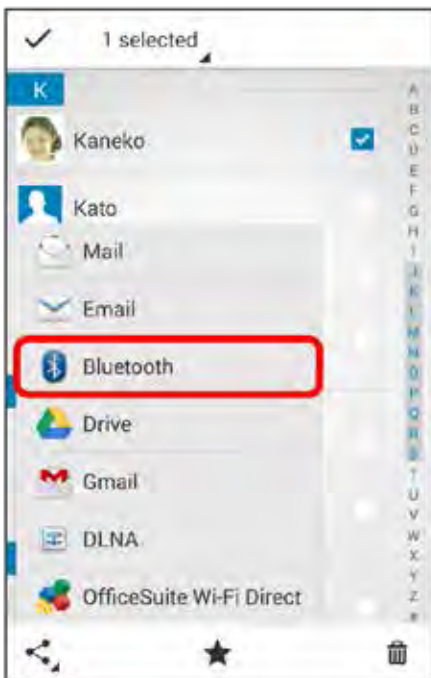 1 selected
K
Kaneko
Kato
Mail
Email
Bluetooth
Drive
Gmail
DLNA
OfficeSuite Wi-Fi Direct
A
B
C
D
E
F
G
H
I
J
K
L
M
N
O
P
Q
R
S
T
U
V
W
X
Y
Z
#